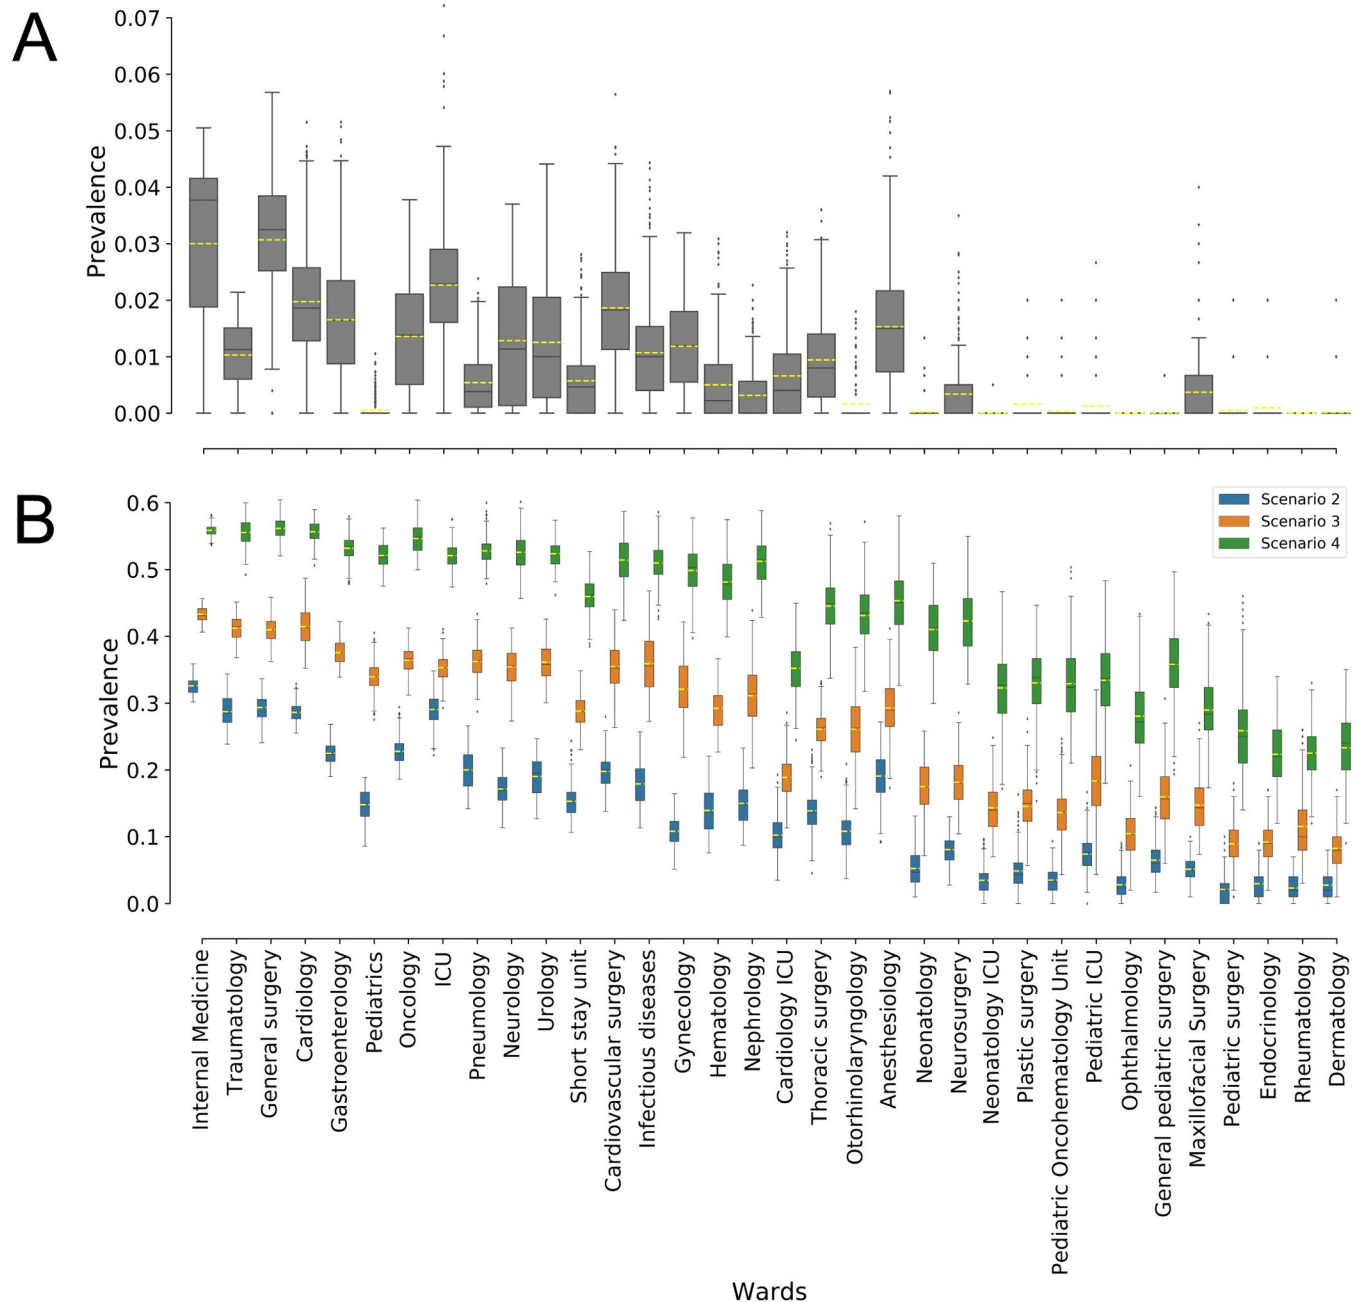 A
0.07
0.06
0.05
0.04
0.03
0.02
0.01
0.00
Prevalence
B
0.6
0.5
0.4
0.3
0.2
0.1
0.0
Prevalence
Scenario 2
Scenario 3
Scenario 4
Internal Medicine
Traumatology
General surgery
Cardiology
Gastroenterology
Pediatrics
Oncology
ICU
Pneumology
Neurology
Urology
Short stay unit
Cardiovascular surgery
Infectious diseases
Gynecology
Hematology
Nephrology
Cardiology ICU
Thoracic surgery
Otorhinolaryngology
Anesthesiology
Neonatology
Neurosurgery
Neonatology ICU
Plastic surgery
Pediatric Oncohematology Unit
Pediatric ICU
Ophthalmology
General pediatric surgery
Maxillofacial Surgery
Pediatric surgery
Endocrinology
Rheumatology
Dermatology
Wards